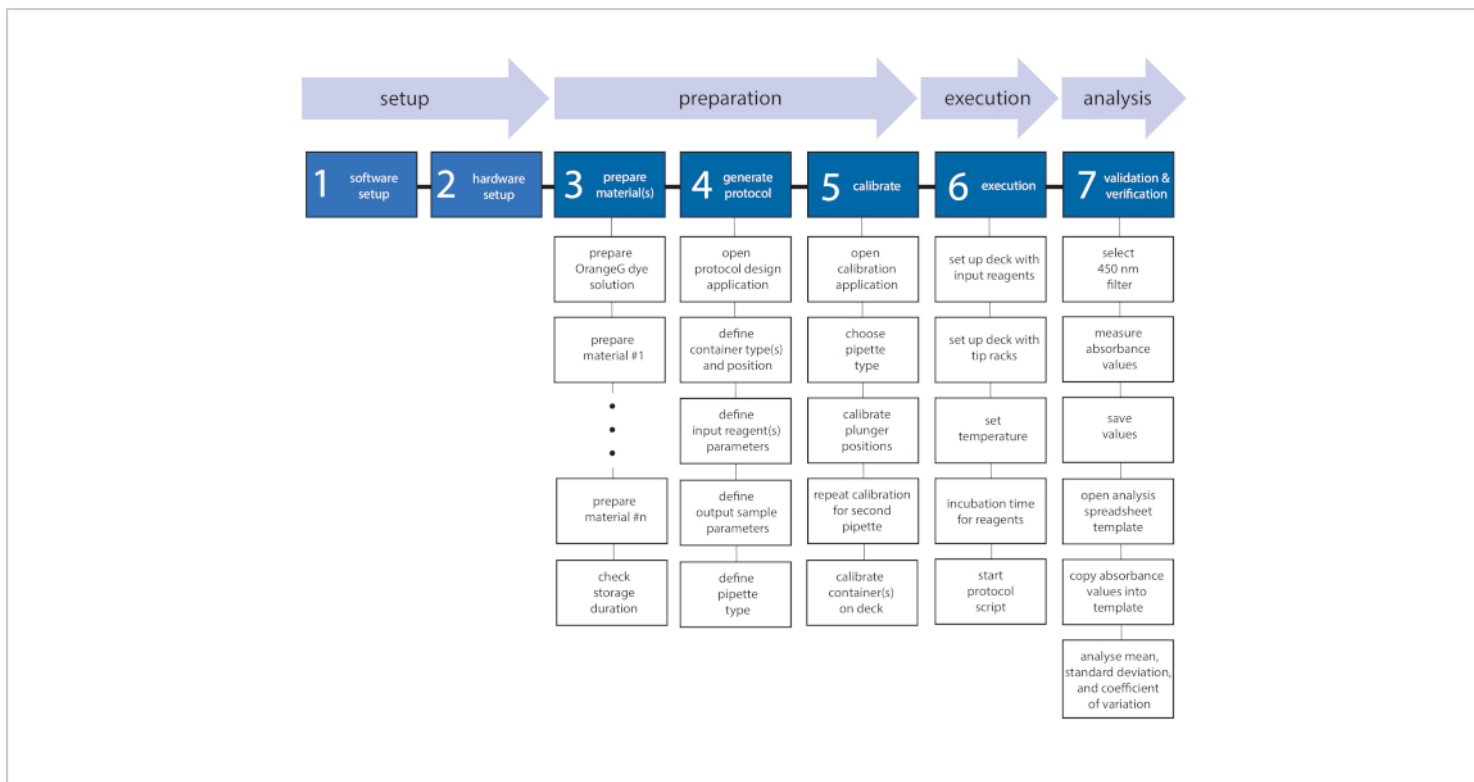 setup
preparation
execution
analysis
1
software
setup
2
hardware
setup
3
prepare
material(s)
4
generate
protocol
5
calibrate
6
execution
7
validation &
verification
prepare
OrangeG dye
solution
prepare
material #1
prepare
material #n
check
storage
duration
open
protocol design
application
define
container type(s)
and position
define
input reagent(s)
parameters
define
output sample
parameters
define
pipette
type
open
calibration
application
choose
pipette
type
calibrate
plunger
positions
repeat calibration
for second
pipette
calibrate
container(s)
on deck
set up deck with
input reagents
set up deck with
tip racks
set
temperature
incubation time
for reagents
start
protocol
script
select
450 nm
filter
measure
absorbance
values
save
values
open analysis
spreadsheet
template
copy absorbance
values into
template
analyse mean,
standard deviation,
and coefficient
of variation